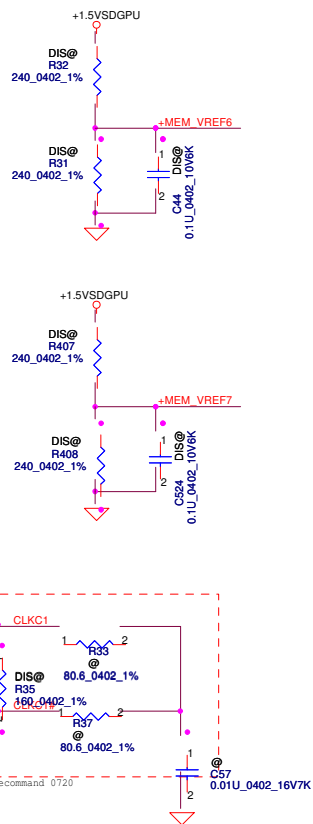 +1.5VSDGPU
DIS@
R32
240_0402_1%
+MEM_VREF6
DIS@
R31
240_0402_1%
1
2
DIS@
C44
0.1U_0402_10V6K
+1.5VSDGPU
DIS@
R407
240_0402_1%
+MEM_VREF7
DIS@
R408
240_0402_1%
1
2
DIS@
C524
0.1U_0402_10V6K
CLKC1
1
2
R33
@
80.6_0402_1%
DIS@
R35
160_0402_1%
CLKC1#
1
2
R37
@
80.6_0402_1%
1
2
@
C57
0.01U_0402_16V7K
ecommand 0720